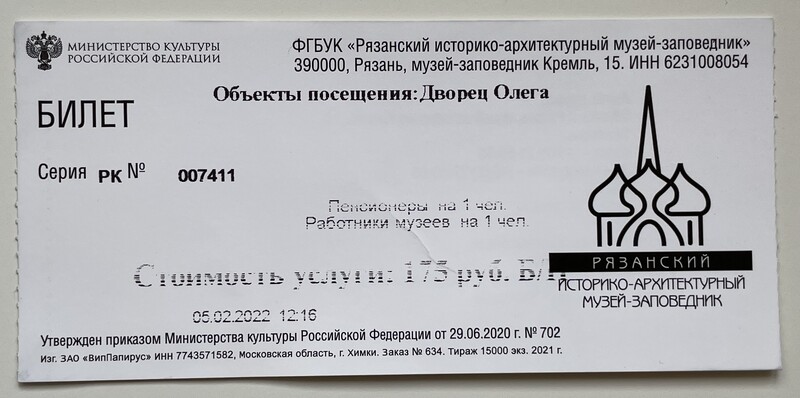 МИНИСТЕРСТВО КУЛЬТУРЫ
РОССИЙСКОЙ ФЕДЕРАЦИИ
ФГБУК «Рязанский историко-архитектурный музей-заповедник»
390000, Рязань, музей-заповедник Кремль, 15. ИНН 6231008054
Объекты посещения: Дворец Олега
БИЛЕТ
Серия РК № 007411
Пенсионеры на 1 чел.
Работники музеев на 1 чел.
Стоимость услуги: 175 руб. Б/Н
05.02.2022 12:16
РЯЗАНСКИЙ
ИСТОРИКО-АРХИТЕКТУРНЫЙ
МУЗЕЙ-ЗАПОВЕДНИК
Утвержден приказом Министерства культуры Российской Федерации от 29.06.2020 г. № 702
Изг. ЗАО «ВипПапирус» ИНН 7743571582, Московская область, г. Химки. Заказ № 634. Тираж 15000 экз. 2021 г.